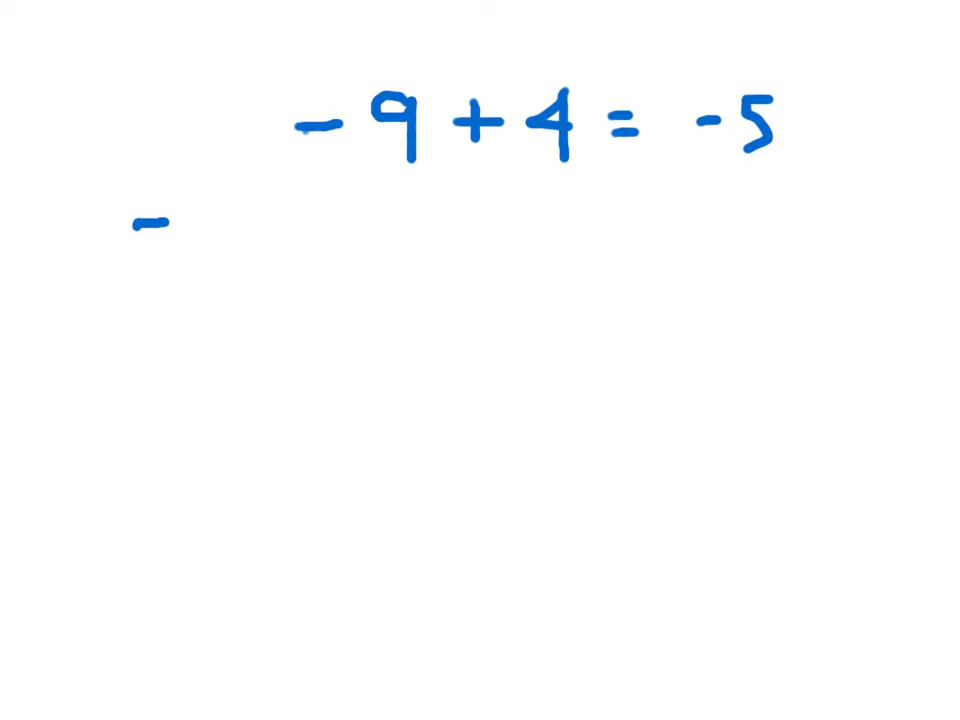 - 9 + 4 = -5
-